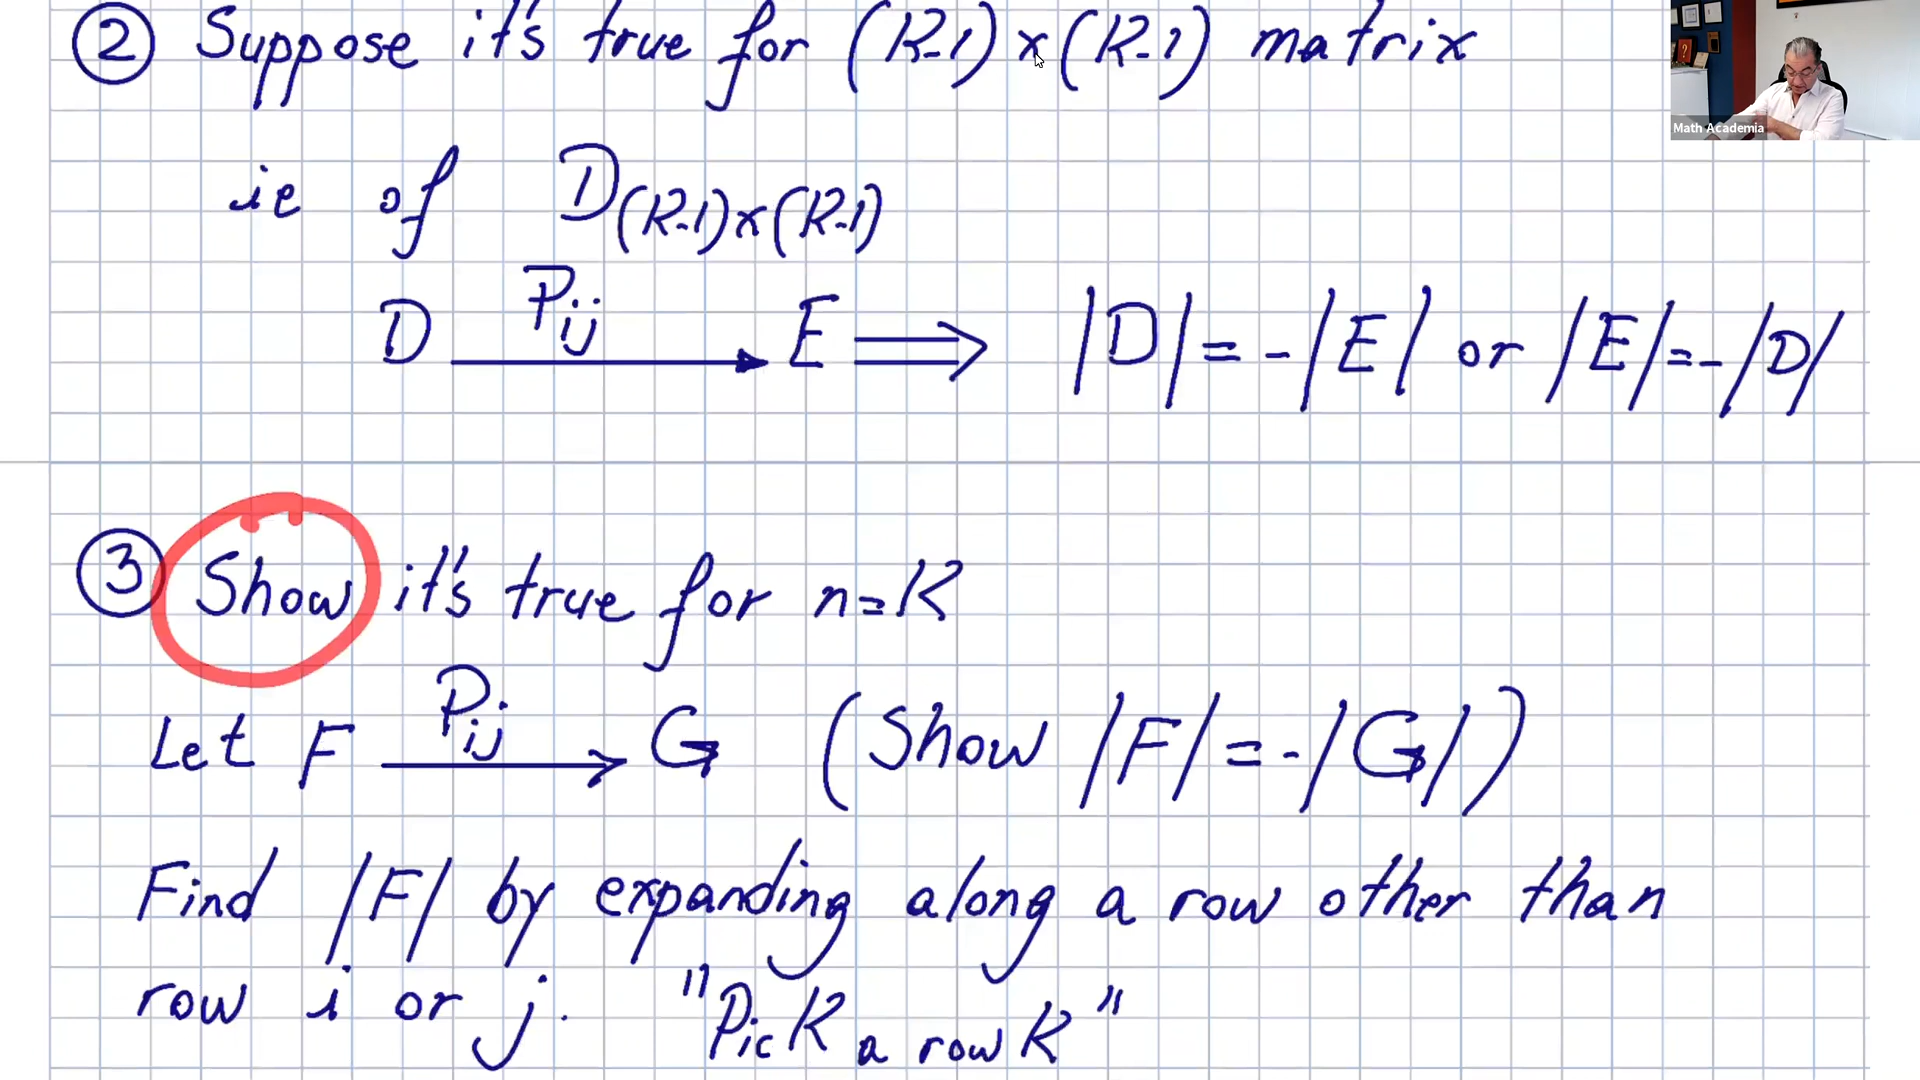 ② Suppose it's true for (K-1)×(K-1) matrix
Math Academia
ie of D(K-1)×(K-1)
D Pij → E ⟹ |D| = -|E| or |E| = -|D|
③ Show it's true for n=K
Let F Pij → G (Show |F| = -|G|)
Find |F| by expanding along a row other than
row i or j. "Pick a row K"